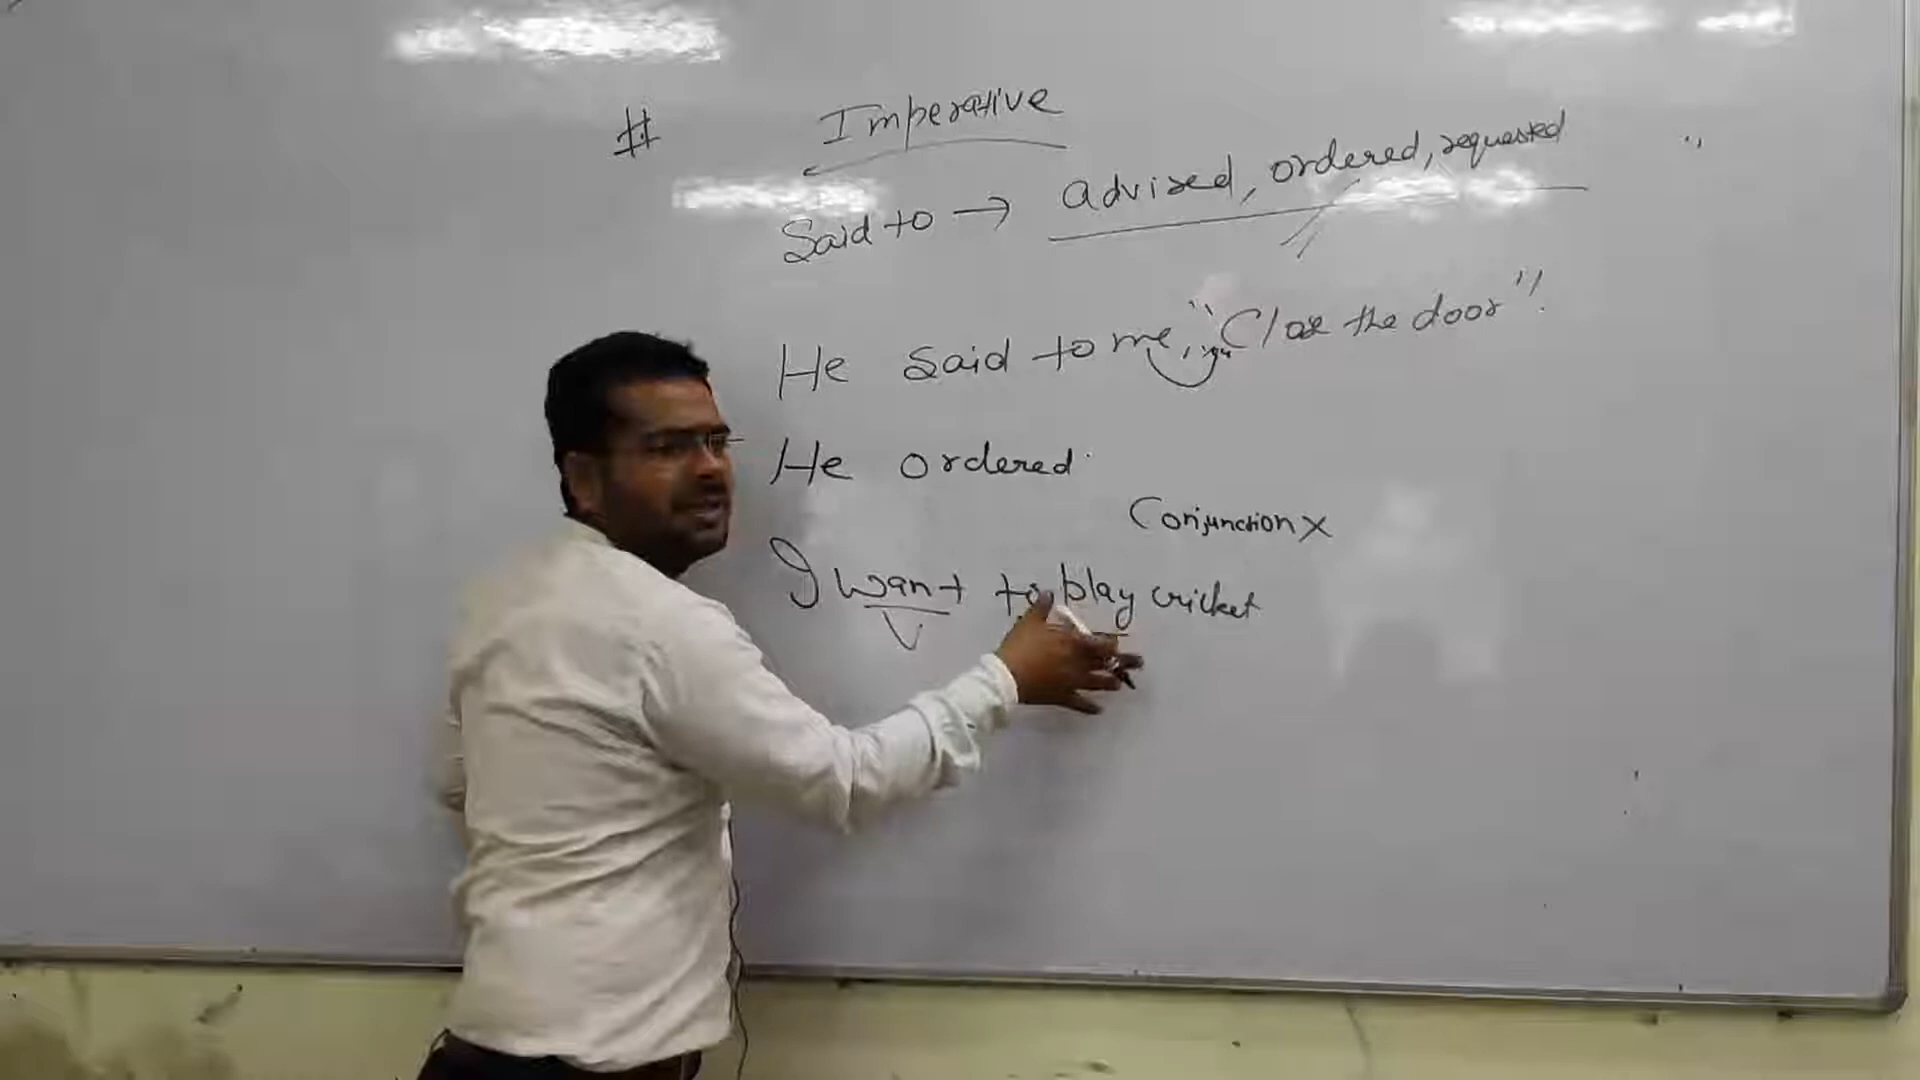 # Imperative
Said to → advised, ordered, requested
He said to me, "Close the door".
He ordered
Conjunction X
I want to play cricket
V